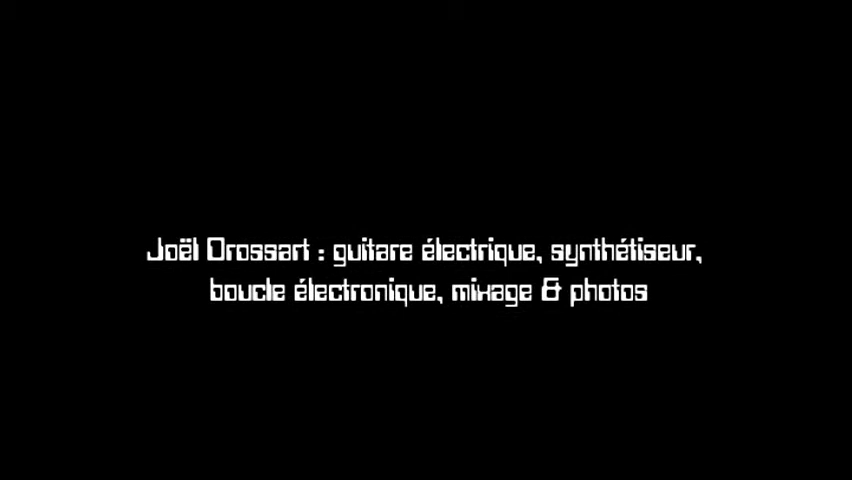 Joël Drossart : guitare électrique, synthétiseur,
boucle électronique, mixage & photos